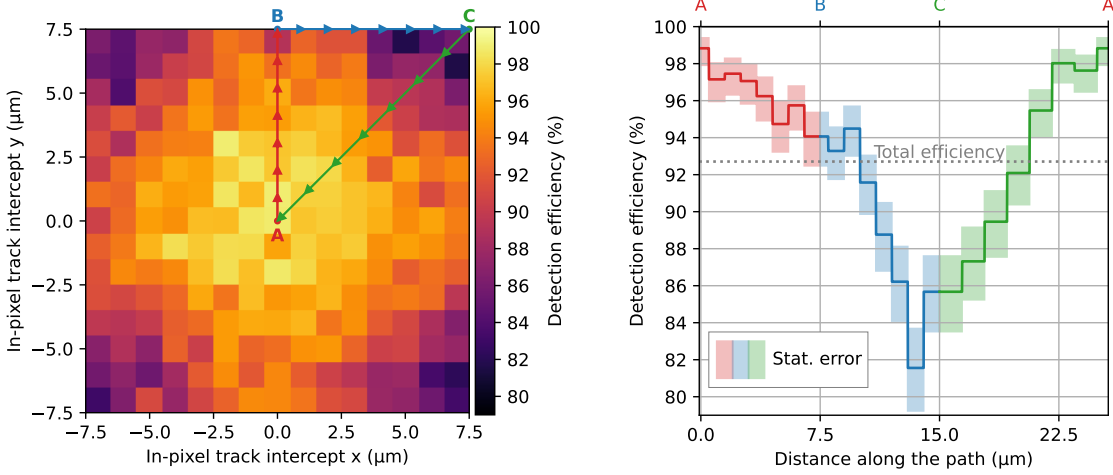 B
C
7.5
5.0
2.5
0.0
−2.5
−5.0
−7.5
In-pixel track intercept y (μm)
A
−7.5
−5.0
−2.5
0.0
2.5
5.0
7.5
In-pixel track intercept x (μm)
100
98
96
94
92
90
88
86
84
82
80
Detection efficiency (%)
A
B
C
A
100
98
96
94
92
90
88
86
84
82
80
Detection efficiency (%)
Total efficiency
Stat. error
0.0
7.5
15.0
22.5
Distance along the path (μm)